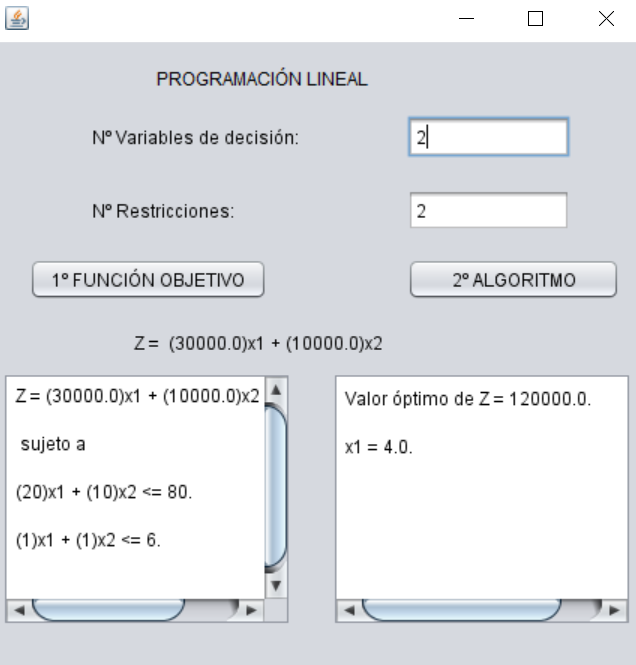 PROGRAMACIÓN LINEAL
Nº Variables de decisión:
2
Nº Restricciones:
2
1º FUNCIÓN OBJETIVO
2º ALGORITMO
Z = (30000.0)x1 + (10000.0)x2
Z = (30000.0)x1 + (10000.0)x2
sujeto a
(20)x1 + (10)x2 <= 80.
(1)x1 + (1)x2 <= 6.
Valor óptimo de Z = 120000.0.
x1 = 4.0.